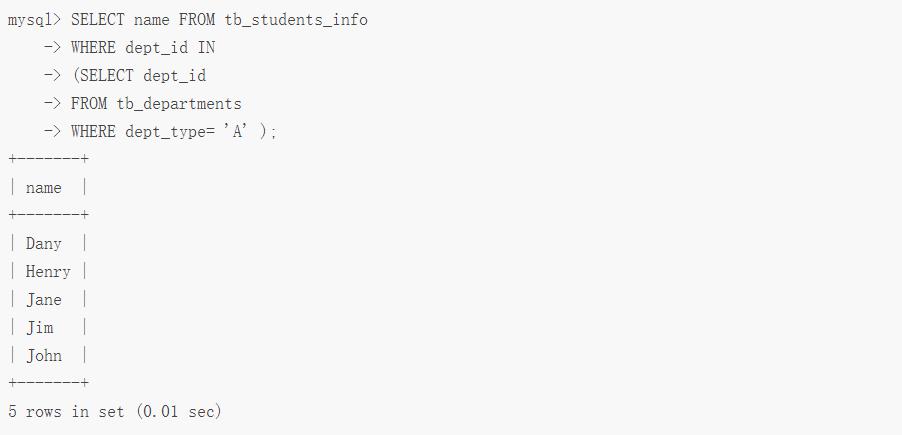 mysql> SELECT name FROM tb_students_info
    -> WHERE dept_id IN
    -> (SELECT dept_id
    -> FROM tb_departments
    -> WHERE dept_type= 'A' );
+-------+
| name  |
+-------+
| Dany  |
| Henry |
| Jane  |
| Jim   |
| John  |
+-------+
5 rows in set (0.01 sec)